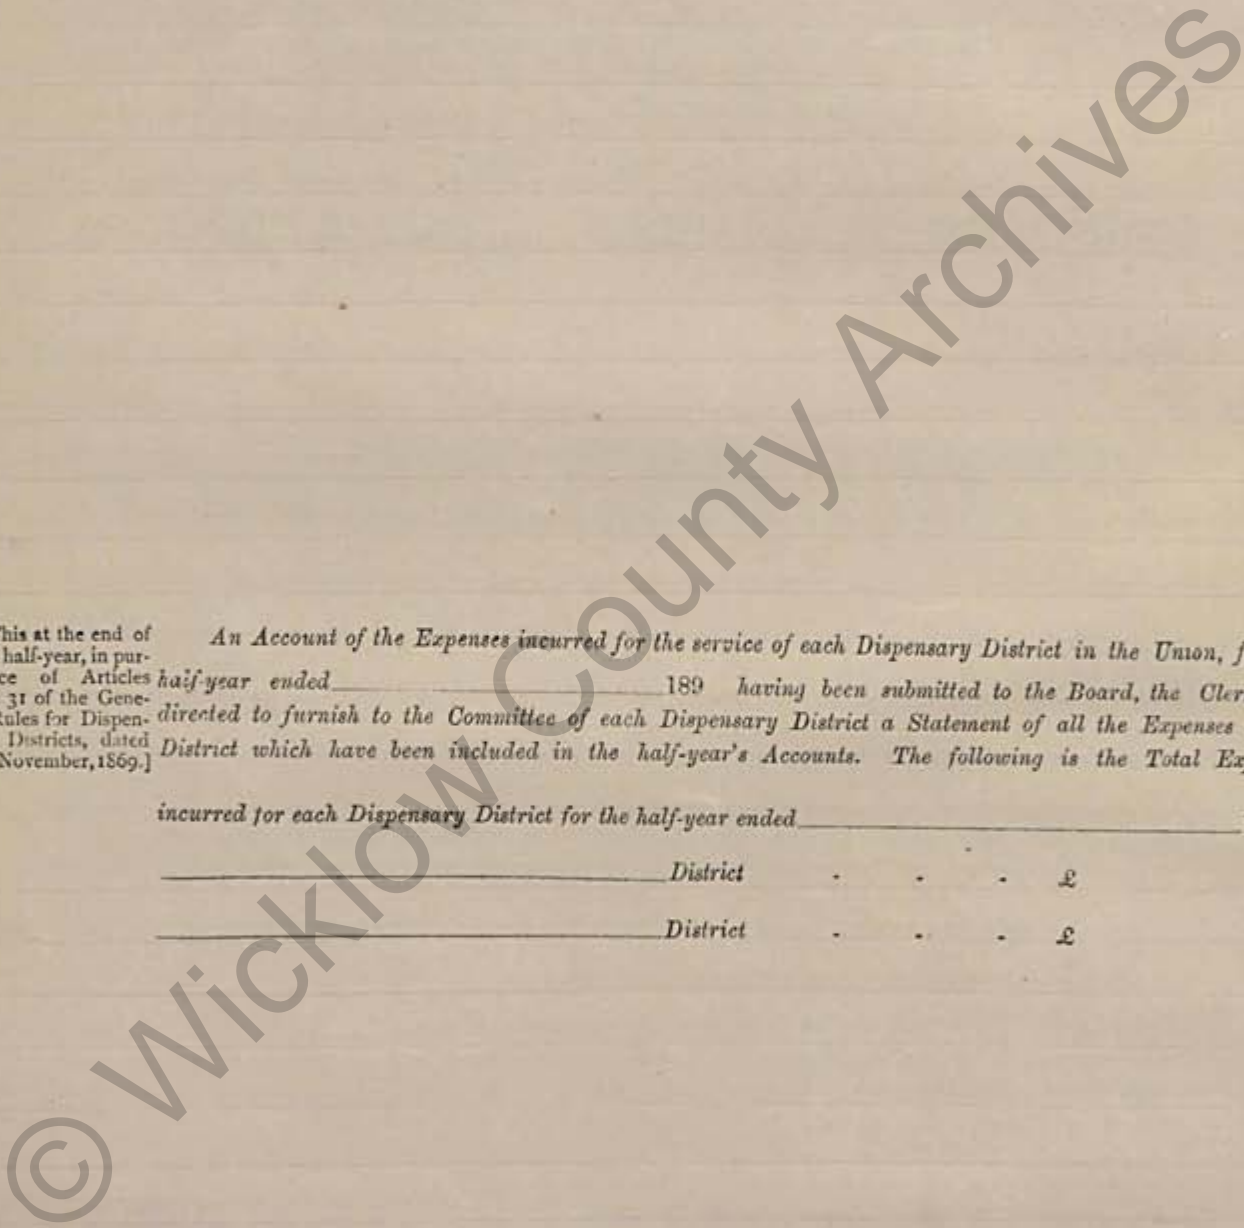 his at the end of
half-year, in pur-
ce of Articles
31 of the Gene-
ules for Dispen-
Districts, dated
November, 1869.]
An Account of the Expenses incurred for the service of each Dispensary District in the Union, f
half-year ended 189 having been submitted to the Board, the Cler
directed to furnish to the Committee of each Dispensary District a Statement of all the Expenses
District which have been included in the half-year's Accounts. The following is the Total Ex
incurred for each Dispensary District for the half-year ended
District - - - £
District - - - £
© Wicklow County Archives